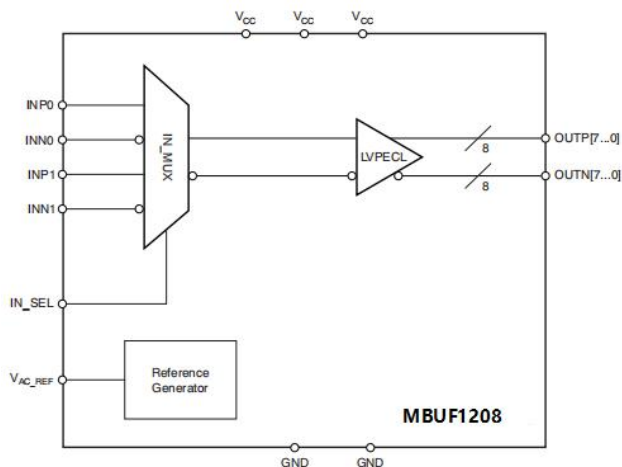 VCC VCC VCC
INP0
INN0
INP1
INN1
IN_MUX
LVPECL
8
OUTP[7...0]
8
OUTN[7...0]
IN_SEL
VAC_REF
Reference
Generator
MBUF1208
GND GND